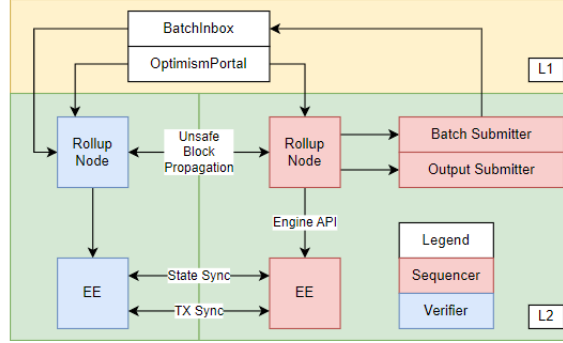 BatchInbox
OptimismPortal
L1
Rollup
Node
Unsafe
Block
Propagation
Rollup
Node
Batch Submitter
Output Submitter
Engine API
Legend
Sequencer
Verifier
EE
State Sync
TX Sync
EE
L2